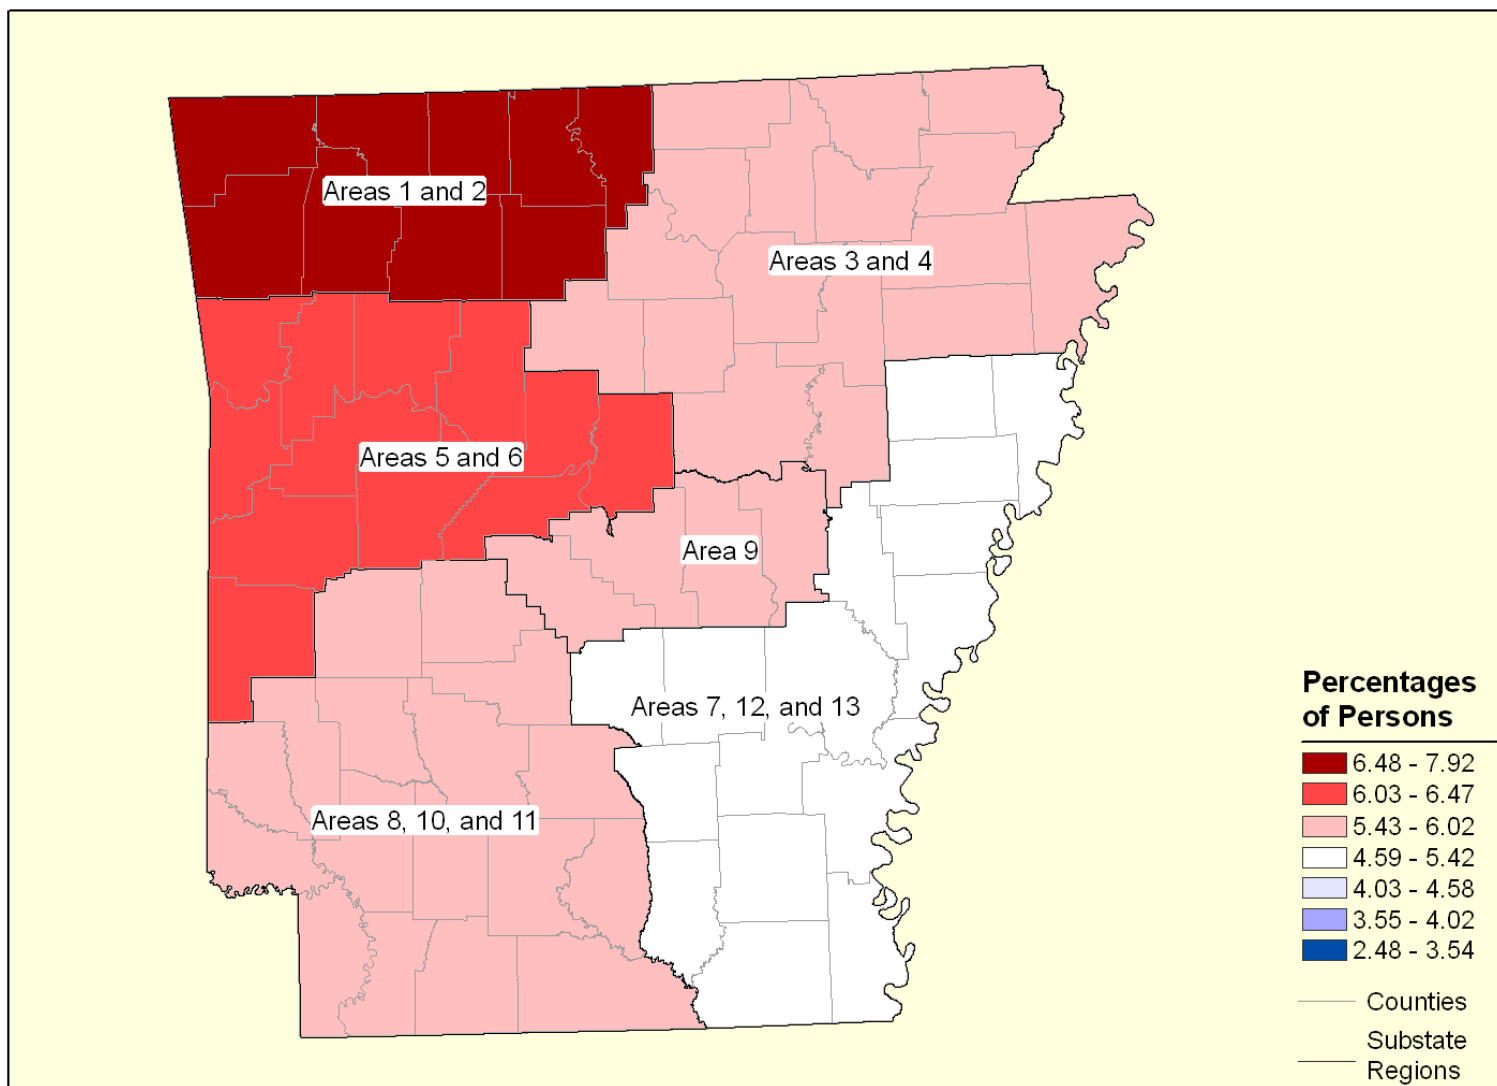 Areas 1 and 2
Areas 3 and 4
Areas 5 and 6
Area 9
Areas 7, 12, and 13
Areas 8, 10, and 11
Percentages
of Persons
6.48 - 7.92
6.03 - 6.47
5.43 - 6.02
4.59 - 5.42
4.03 - 4.58
3.55 - 4.02
2.48 - 3.54
Counties
Substate
Regions